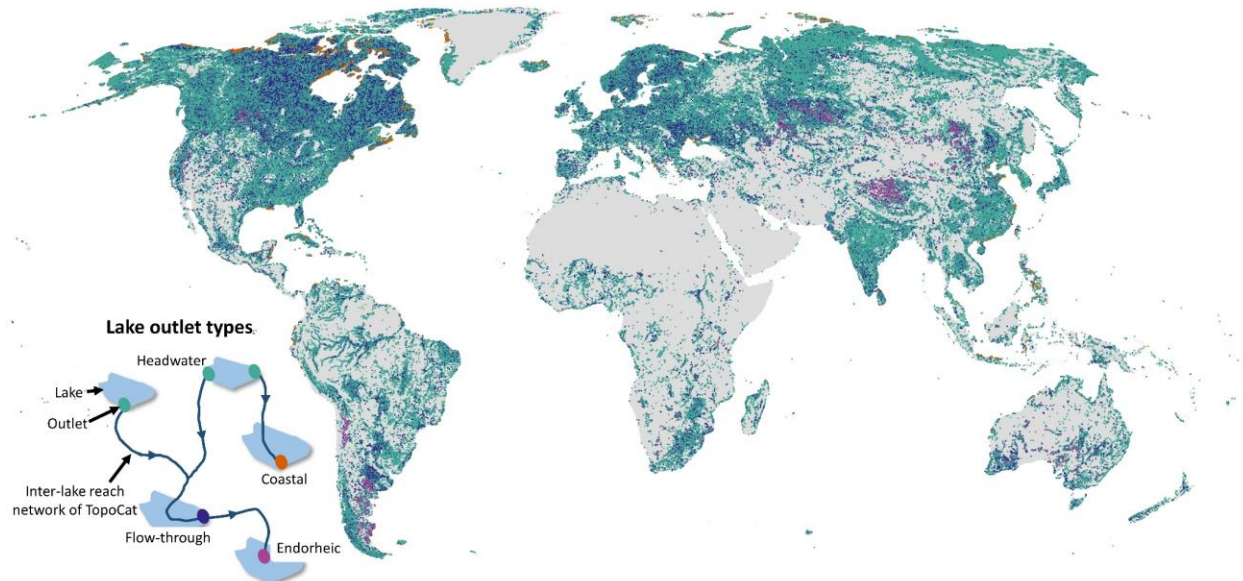 Lake outlet types
Headwater
Lake
Outlet
Coastal
Inter-lake reach
network of TopoCat
Flow-through
Endorheic